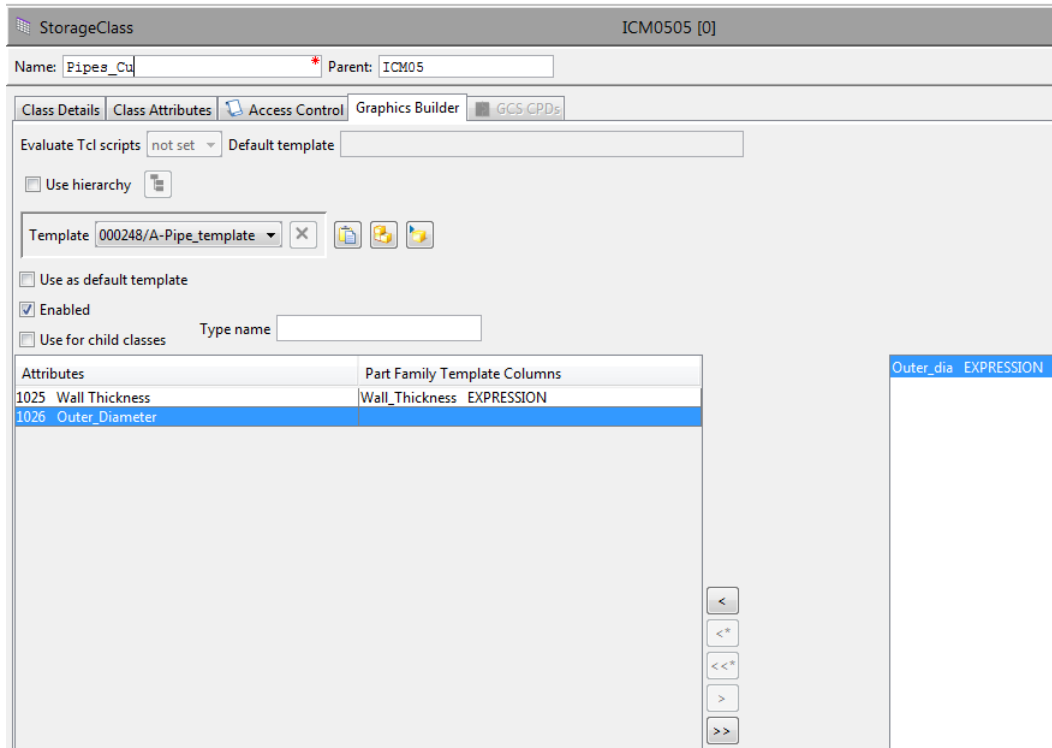 StorageClass ICM0505 [0]
Name: Pipes_Cu * Parent: ICM05
Class Details Class Attributes Access Control Graphics Builder GCS CPDs
Evaluate Tcl scripts not set Default template
Use hierarchy
Template 000248/A-Pipe_template
Use as default template
Enabled
Use for child classes Type name
Attributes Part Family Template Columns Outer_dia EXPRESSION
1025 Wall Thickness Wall_Thickness EXPRESSION
1026 Outer_Diameter
<
<*
<<*
>
>>